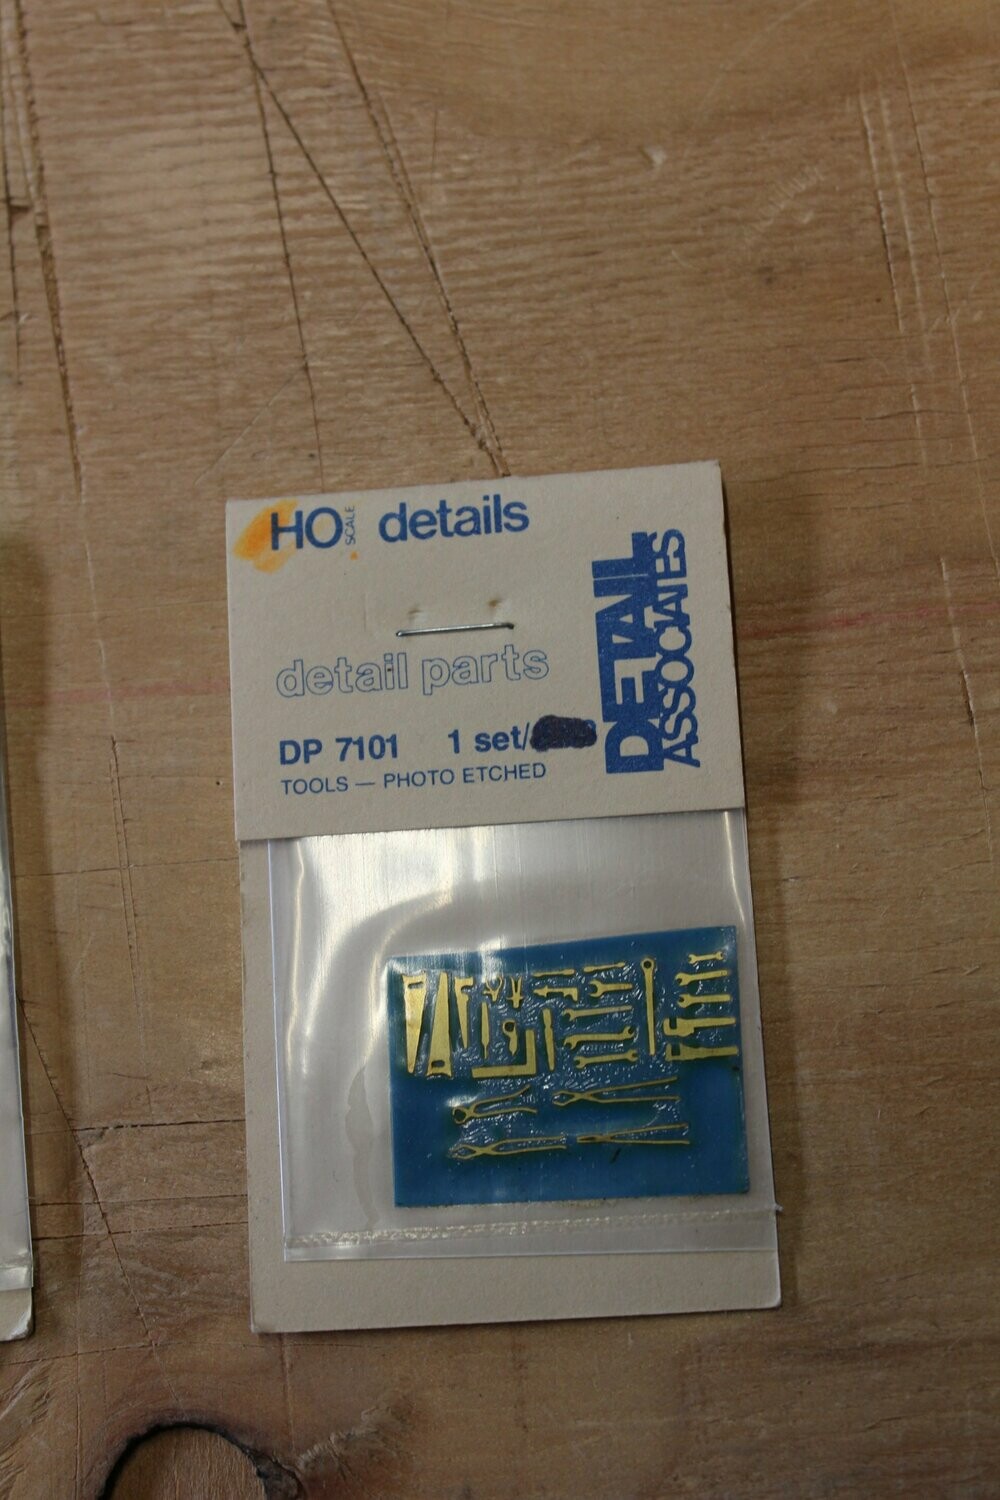 HO SCALE details
detail parts
DP 7101 1 set/
TOOLS — PHOTO ETCHED
DETAIL
ASSOCIATES